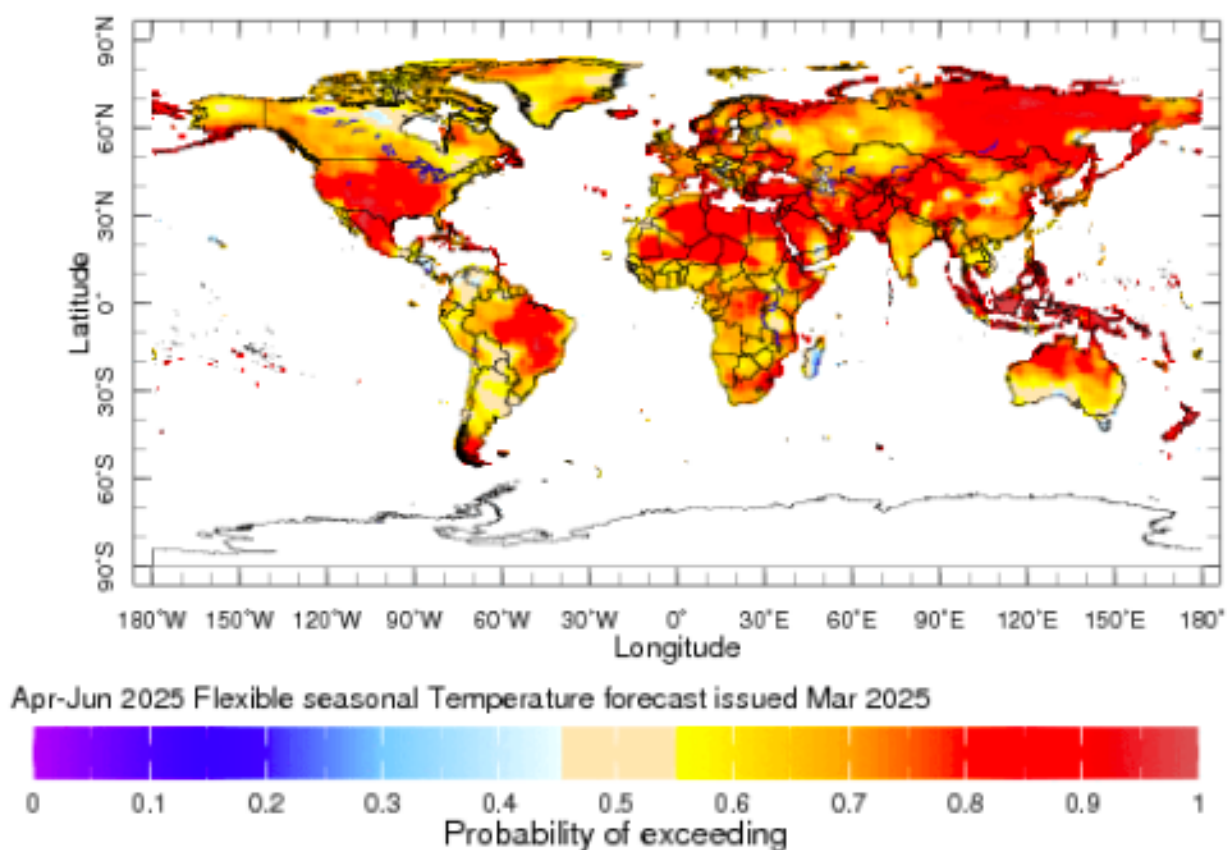 90°N
60°N
30°N
0°
30°S
60°S
90°S
Latitude
180°W 150°W 120°W 90°W 60°W 30°W 0° 30°E 60°E 90°E 120°E 150°E 180°
Longitude
Apr-Jun 2025 Flexible seasonal Temperature forecast issued Mar 2025
0 0.1 0.2 0.3 0.4 0.5 0.6 0.7 0.8 0.9 1
Probability of exceeding